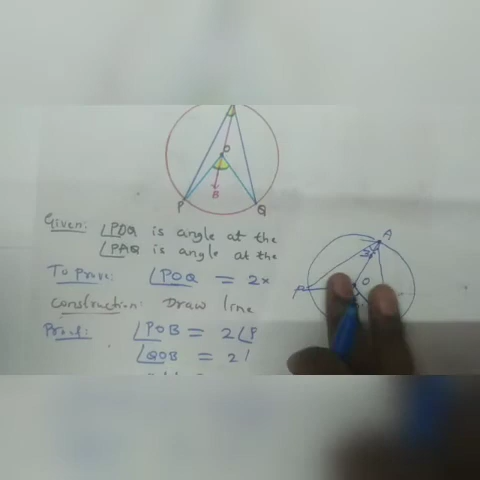 O
B
P
Q
Given: ∠POQ is angle at the
∠PAQ is angle at the
A
To prove: ∠POQ = 2x
O
P
construction: Draw line
Proof: ∠POB = 2∠P
∠QOB = 2